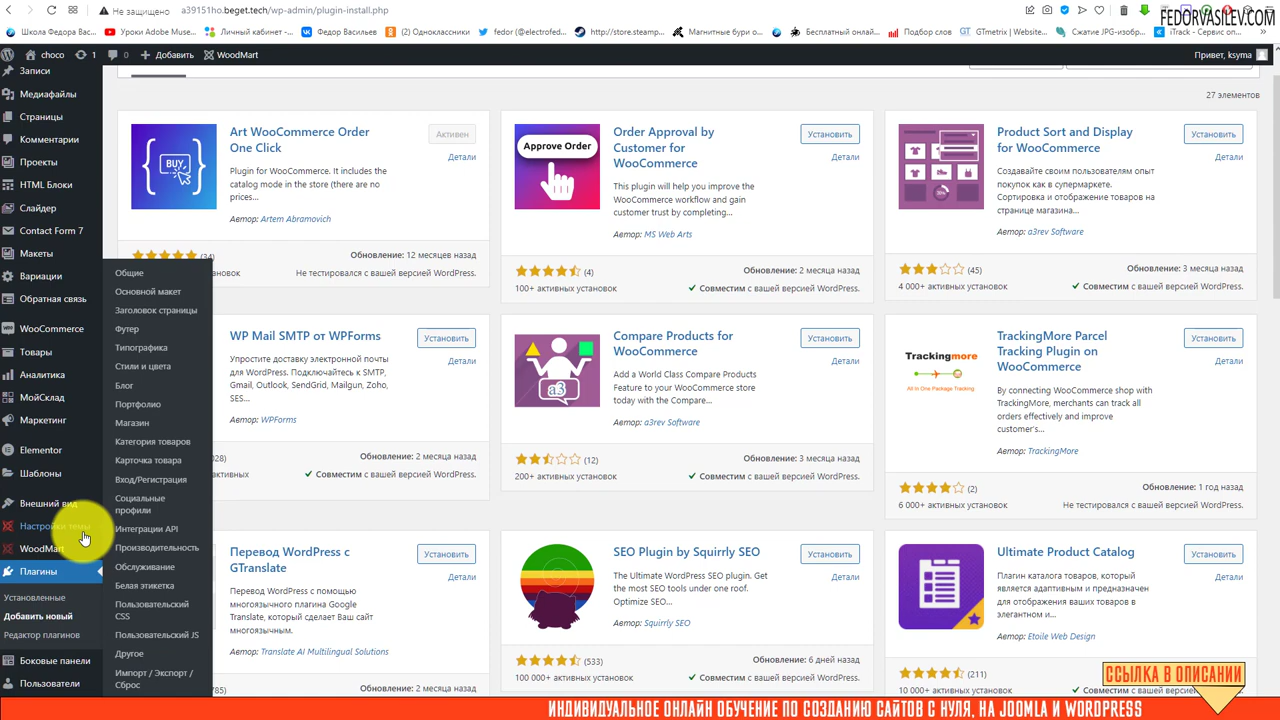 a39151ho.beget.tech/wp-admin/plugin-install.php
FEDORVASILEV.COM
Школа Федора Вас...
Уроки Adobe Muse...
Личный кабинет -...
Федор Васильев
(2) Одноклассники
fedor (@electrofed...
http://store.steamp...
Магнитные бури о...
Бесплатный онлай...
Подбор слов
GTmetrix | Website...
Сжатие JPG-изобр...
iTrack - Сервис оп...
choco
1
0
Добавить
WoodMart
Привет, ksyma
Записи
Медиафайлы
Страницы
Комментарии
Проекты
HTML Блоки
Слайдер
Contact Form 7
Макеты
Вариации
Обратная связь
WooCommerce
Товары
Аналитика
МойСклад
Маркетинг
Elementor
Шаблоны
Внешний вид
Настройки темы
WoodMart
Плагины
Установленные
Добавить новый
Редактор плагинов
Боковые панели
Пользователи
Общие
Основной макет
Заголовок страницы
Футер
Типографика
Стили и цвета
Блог
Портфолио
Магазин
Категория товаров
Карточка товара
Вход/Регистрация
Социальные
профили
Интеграции API
Производительность
Обслуживание
Белая этикетка
Пользовательский
CSS
Пользовательский JS
Другое
Импорт / Экспорт /
Сброс
27 элементов
BUY
Art WooCommerce Order
One Click
Активен
Детали
Plugin for WooCommerce. It includes the
catalog mode in the store (there are no
prices...
Автор: Artem Abramovich
(34)
Обновление: 12 месяцев назад
новок
Не тестировался с вашей версией WordPress.
Approve Order
Order Approval by
Customer for
WooCommerce
Установить
Детали
This plugin will help you improve the
WooCommerce workflow and gain
customer trust by completing...
Автор: MS Web Arts
(4)
Обновление: 2 месяца назад
100+ активных установок
Совместим с вашей версией WordPress.
Product Sort and Display
for WooCommerce
Установить
Детали
Создавайте своим пользователям опыт
покупок как в супермаркете.
Сортировка и отображение товаров на
странице магазина...
Автор: a3rev Software
(45)
Обновление: 3 месяца назад
4 000+ активных установок
Совместим с вашей версией WordPress.
WP Mail SMTP от WPForms
Установить
Детали
Упростите доставку электронной почты
WordPress. Подключайтесь к SMTP,
Gmail, Outlook, SendGrid, Mailgun, Zoho,
SES...
Автор: WPForms
028)
Обновление: 2 месяца назад
активных
Совместим с вашей версией WordPress.
a3
Compare Products for
WooCommerce
Установить
Детали
Add a World Class Compare Products
Feature to your WooCommerce store
today with the Compare...
Автор: a3rev Software
(12)
Обновление: 3 месяца назад
200+ активных установок
Совместим с вашей версией WordPress.
Trackingmore
All In One Package Tracking
TrackingMore Parcel
Tracking Plugin on
WooCommerce
Установить
Детали
By connecting WooCommerce shop with
TrackingMore, merchants can track all
orders effectively and improve
customer's...
Автор: TrackingMore
(2)
Обновление: 1 год назад
6 000+ активных установок
Не тестировался с вашей версией WordPress.
Перевод WordPress с
GTranslate
Установить
Детали
Перевод WordPress с помощью
многоязычного плагина Google
Translate, который сделает Ваш сайт
многоязычным.
Автор: Translate AI Multilingual Solutions
785)
Обновление: 2 месяца назад
SEO Plugin by Squirrly SEO
Установить
Детали
The Ultimate WordPress SEO plugin. Get
all the SEO tools under one roof.
Optimize SEO...
Автор: Squirrly SEO
(533)
Обновление: 6 дней назад
100 000+ активных установок
Совместим с вашей версией WordPress.
Ultimate Product Catalog
Установить
Детали
Плагин каталога товаров, который
является адаптивным и предназначен
для отображения ваших товаров в
элегантном и...
Автор: Etoile Web Design
(211)
10 000+ активных установок
ССЫЛКА В ОПИСАНИИ
ИНДИВИДУАЛЬНОЕ ОНЛАЙН ОБУЧЕНИЕ ПО СОЗДАНИЮ САЙТОВ С НУЛЯ, НА JOOMLA И WORDPRESS